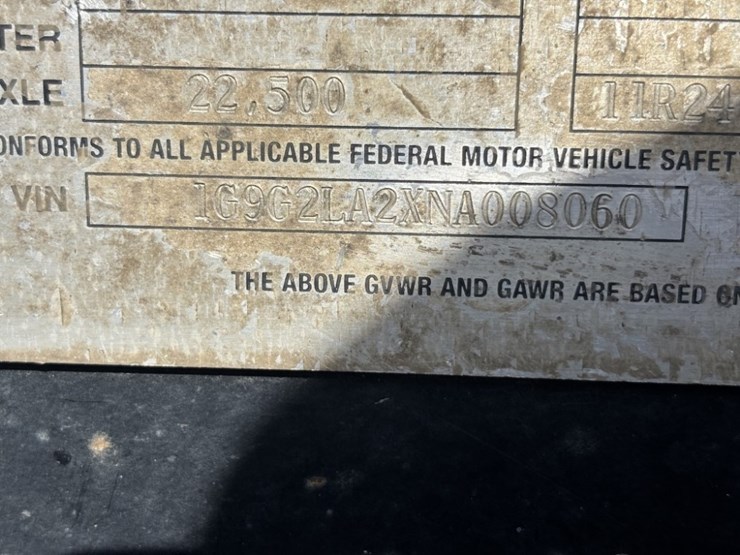 TER
XLE 22,500 11R24
ONFORMS TO ALL APPLICABLE FEDERAL MOTOR VEHICLE SAFET
VIN 1G9G2LA2XNA008060
THE ABOVE GVWR AND GAWR ARE BASED ON